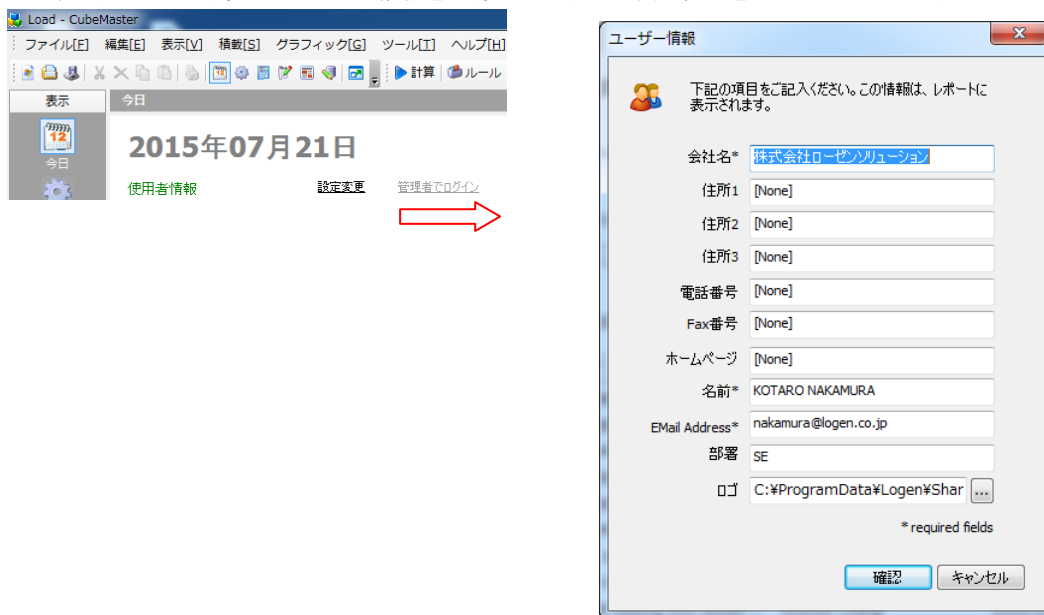 Load - CubeMaster
ファイル[F] 編集[E] 表示[V] 積載[S] グラフィック[G] ツール[T] ヘルプ[H]
計算 ルール
表示 今日
12
今日
2015年07月21日
使用者情報 設定変更 管理者でログイン
ユーザー情報
下記の項目をご記入ください。この情報は、レポートに
表示されます。
会社名* 株式会社ローゼンソリューション
住所1 [None]
住所2 [None]
住所3 [None]
電話番号 [None]
Fax番号 [None]
ホームページ [None]
名前* KOTARO NAKAMURA
EMail Address* nakamura@logen.co.jp
部署 SE
ロゴ C:¥ProgramData¥Logen¥Shar ...
* required fields
確認 キャンセル